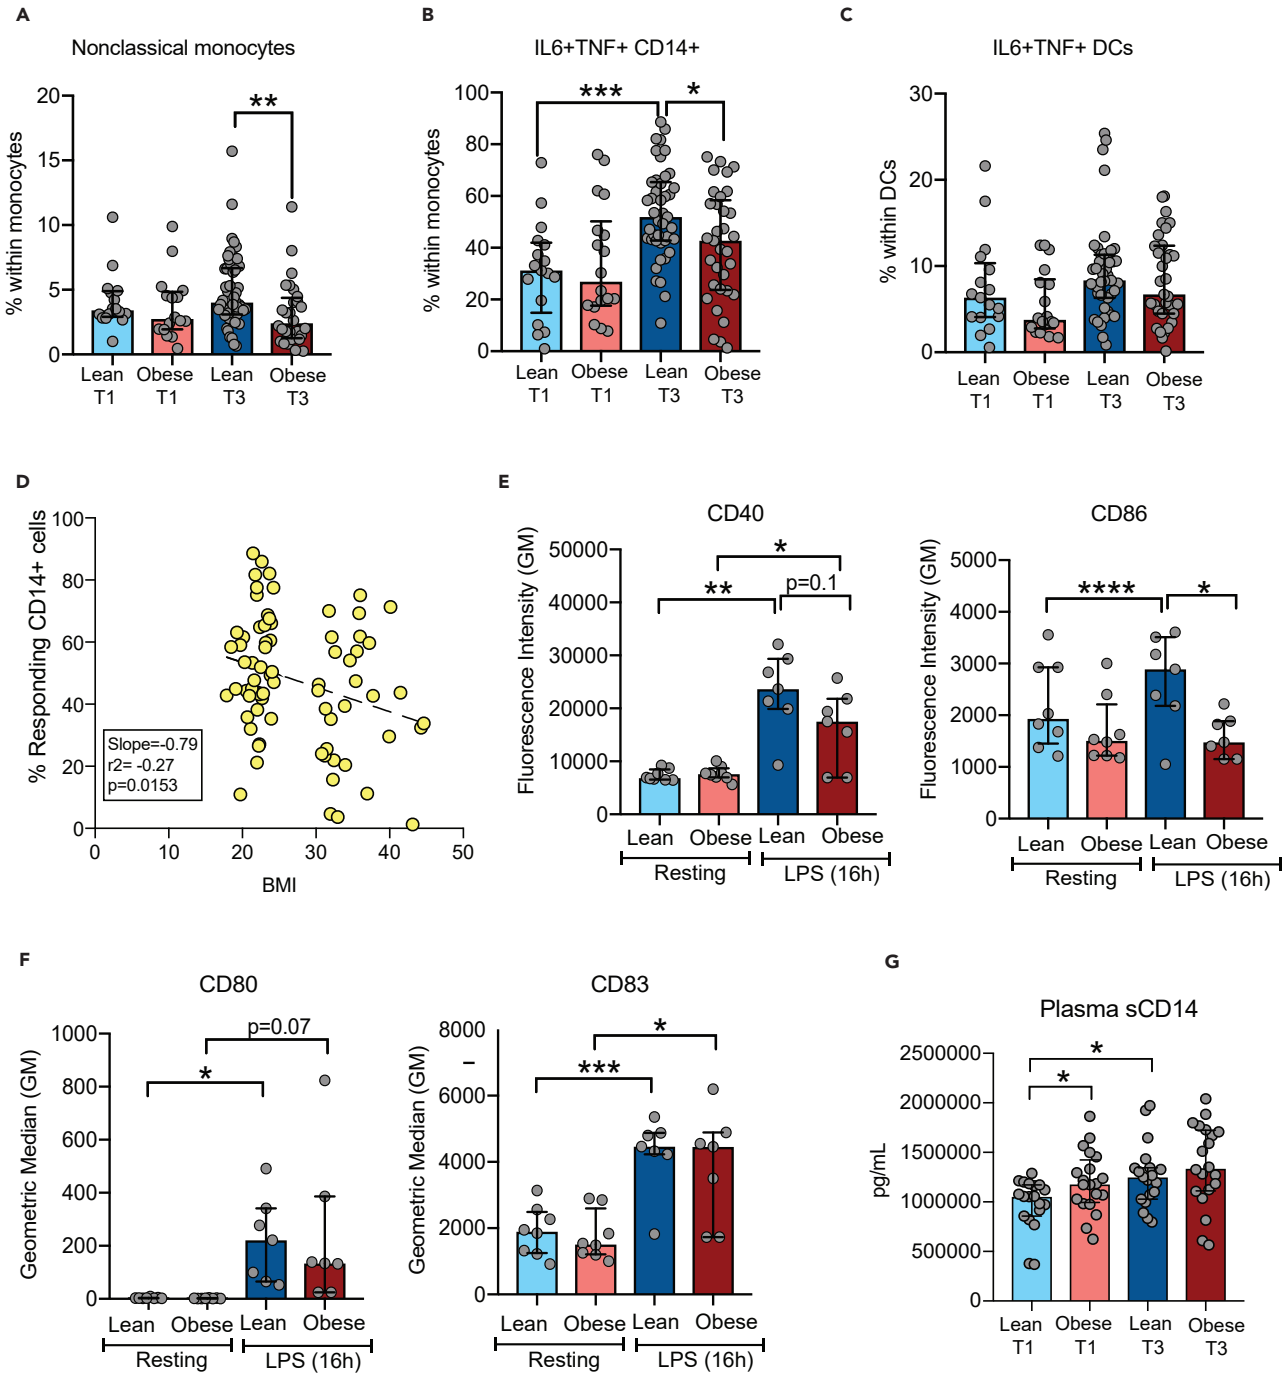 A
Nonclassical monocytes
% within monocytes
20
15
10
5
0
**
Lean Obese Lean Obese
T1 T1 T3 T3
B
IL6+TNF+ CD14+
% within monocytes
100
80
60
40
20
0
*** *
Lean Obese Lean Obese
T1 T1 T3 T3
C
IL6+TNF+ DCs
% within DCs
30
20
10
0
Lean Obese Lean Obese
T1 T1 T3 T3
D
% Responding CD14+ cells
100
80
60
40
20
0
Slope=-0.79
r2= -0.27
p=0.0153
0 10 20 30 40 50
BMI
E
CD40
Fluorescence Intensity (GM)
50000
40000
30000
20000
10000
0
*
** p=0.1
Lean Obese Lean Obese
Resting LPS (16h)
CD86
Fluorescence Intensity (GM)
5000
4000
3000
2000
1000
0
**** *
Lean Obese Lean Obese
Resting LPS (16h)
F
CD80
Geometric Median (GM)
1000
800
600
400
200
0
p=0.07
*
Lean Obese Lean Obese
Resting LPS (16h)
CD83
Geometric Median (GM)
8000
6000
4000
2000
0
*
***
Lean Obese Lean Obese
Resting LPS (16h)
G
Plasma sCD14
pg/mL
2500000
2000000
1500000
1000000
500000
0
*
*
Lean Obese Lean Obese
T1 T1 T3 T3